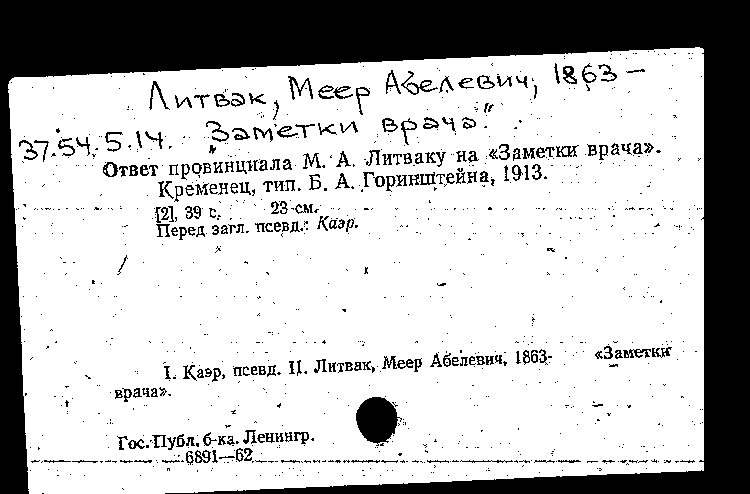 Литвак, Меер Абелевич, 1863 –
37.54.5.14. „Заметки врача."
Ответ провинциала М. А. Литваку на «Заметки врача».
Кременец, тип. Б. А. Горинштейна, 1913.
[2], 39 с. 23 см.
Перед загл. псевд.: Каэр.
I. Каэр, псевд. II. Литвак, Меер Абелевич, 1863- «Заметки
врача».
Гос. Публ. б-ка. Ленингр.
6891—62